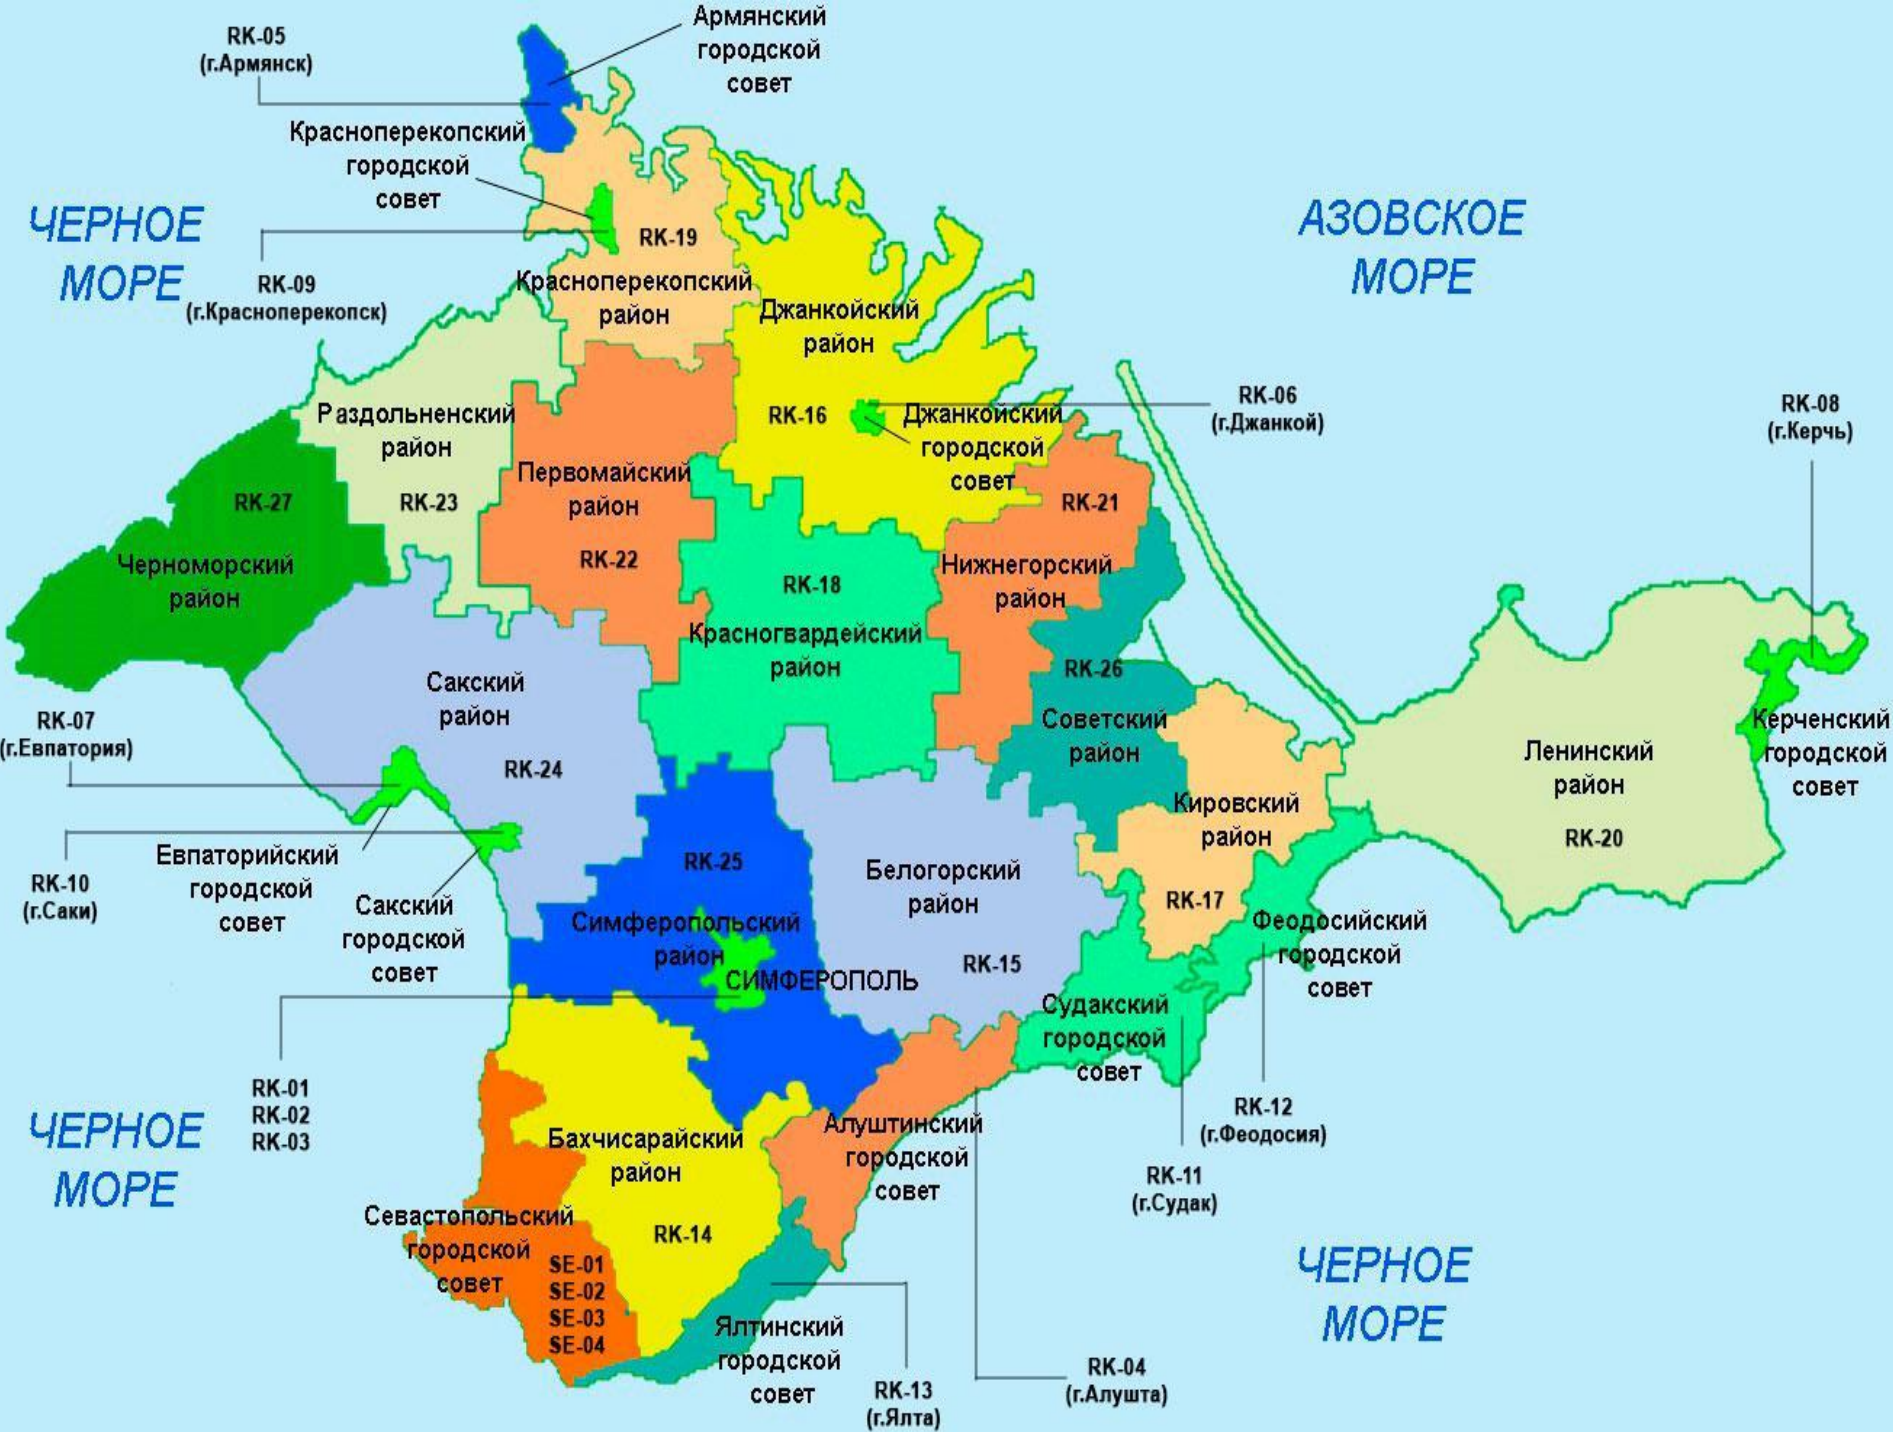 RK-05
(г.Армянск)
Армянский
городской
совет
Красноперекопский
городской
совет
ЧЕРНОЕ
МОРЕ
АЗОВСКОЕ
МОРЕ
RK-19
RK-09
(г.Красноперекопск)
Красноперекопский
район
Джанкойский
район
RK-16
Джанкойский
городской
совет
RK-06
(г.Джанкой)
RK-08
(г.Керчь)
Раздольненский
район
RK-23
Первомайский
район
RK-22
RK-27
Черноморский
район
RK-21
Нижнегорский
район
RK-18
Красногвардейский
район
RK-26
Советский
район
Сакский
район
RK-24
RK-07
(г.Евпатория)
Керченский
городской
совет
Ленинский
район
RK-20
Кировский
район
RK-17
RK-10
(г.Саки)
Евпаторийский
городской
совет
Сакский
городской
совет
RK-25
Симферопольский
район
СИМФЕРОПОЛЬ
Белогорский
район
RK-15
Феодосийский
городской
совет
Судакский
городской
совет
RK-01
RK-02
RK-03
ЧЕРНОЕ
МОРЕ
RK-12
(г.Феодосия)
RK-11
(г.Судак)
Бахчисарайский
район
RK-14
Алуштинский
городской
совет
Севастопольский
городской
совет
SE-01
SE-02
SE-03
SE-04
ЧЕРНОЕ
МОРЕ
Ялтинский
городской
совет
RK-13
(г.Ялта)
RK-04
(г.Алушта)